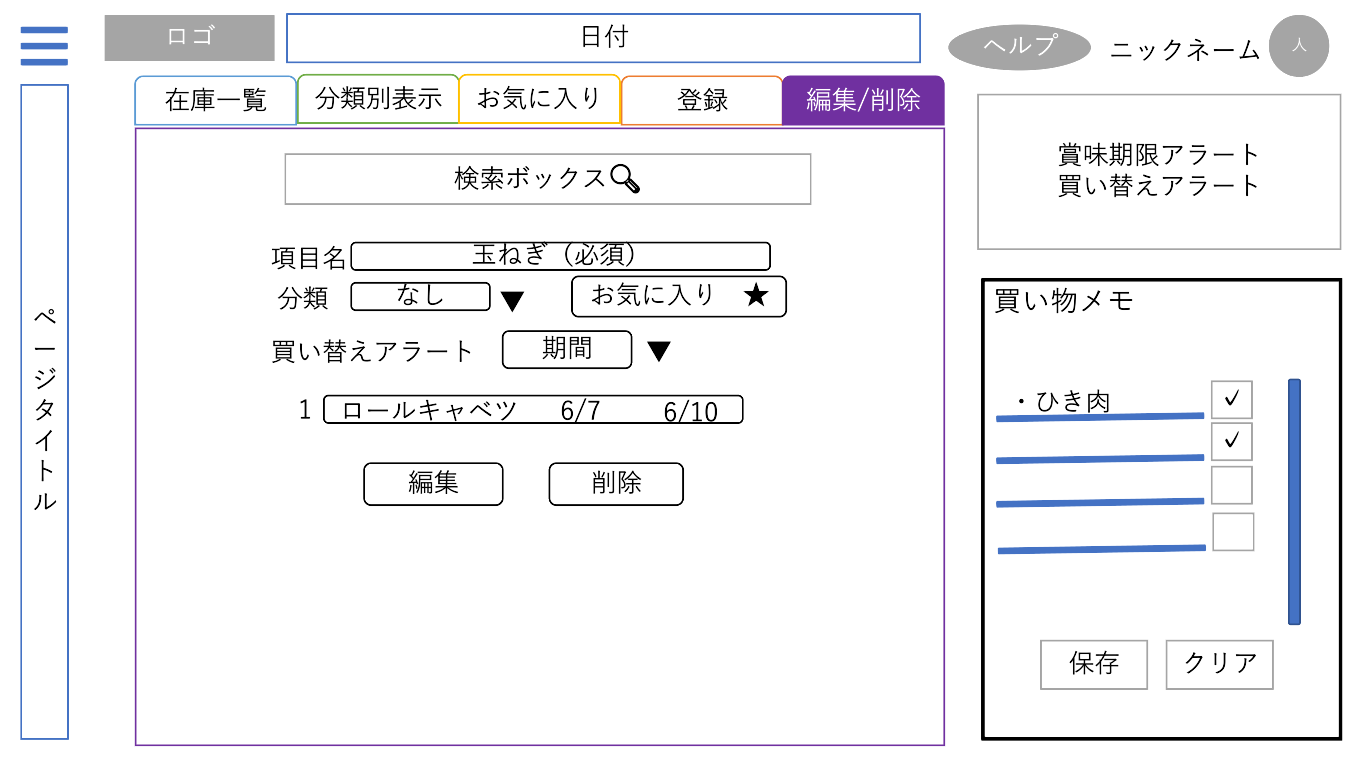 ロゴ
日付
ヘルプ
ニックネーム
人
在庫一覧
分類別表示
お気に入り
登録
編集/削除
ページタイトル
検索ボックス
項目名
玉ねぎ（必須）
分類
なし
▼
お気に入り ★
買い替えアラート
期間
▼
1
ロールキャベツ 6/7 6/10
編集
削除
賞味期限アラート
買い替えアラート
買い物メモ
・ひき肉
✓
✓
保存
クリア